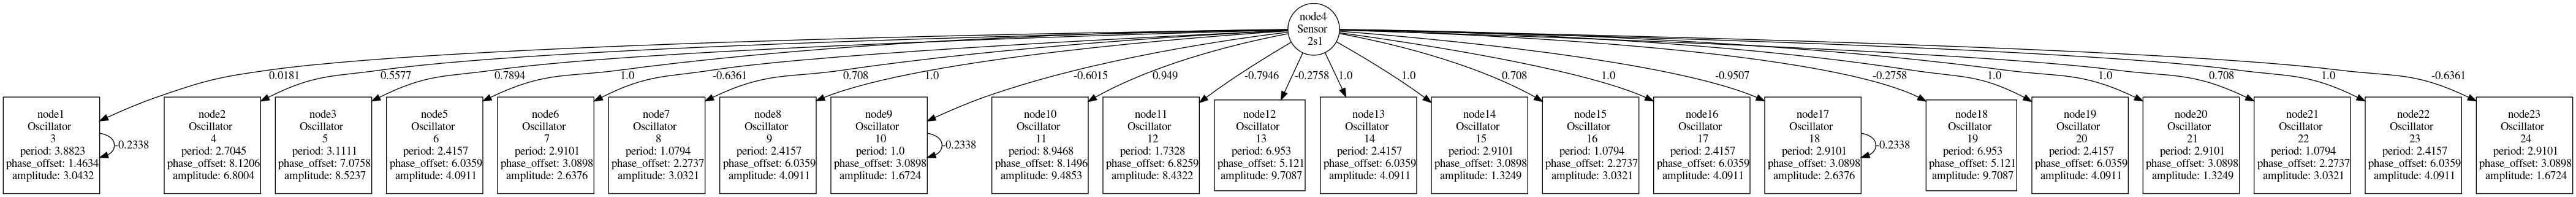 node4
Sensor
2s1
0.0181
0.5577
0.7894
1.0
-0.6361
0.708
1.0
-0.6015
0.949
-0.7946
-0.2758
1.0
1.0
0.708
1.0
-0.9507
-0.2758
1.0
1.0
0.708
1.0
-0.6361
node1
Oscillator
3
period: 3.8823
phase_offset: 1.4634
amplitude: 3.0432
-0.2338
node2
Oscillator
4
period: 2.7045
phase_offset: 8.1206
amplitude: 6.8004
node3
Oscillator
5
period: 3.1111
phase_offset: 7.0758
amplitude: 8.5237
node5
Oscillator
6
period: 2.4157
phase_offset: 6.0359
amplitude: 4.0911
node6
Oscillator
7
period: 2.9101
phase_offset: 3.0898
amplitude: 2.6376
node7
Oscillator
8
period: 1.0794
phase_offset: 2.2737
amplitude: 3.0321
node8
Oscillator
9
period: 2.4157
phase_offset: 6.0359
amplitude: 4.0911
node9
Oscillator
10
period: 1.0
phase_offset: 3.0898
amplitude: 1.6724
-0.2338
node10
Oscillator
11
period: 8.9468
phase_offset: 8.1496
amplitude: 9.4853
node11
Oscillator
12
period: 1.7328
phase_offset: 6.8259
amplitude: 8.4322
node12
Oscillator
13
period: 6.953
phase_offset: 5.121
amplitude: 9.7087
node13
Oscillator
14
period: 2.4157
phase_offset: 6.0359
amplitude: 4.0911
node14
Oscillator
15
period: 2.9101
phase_offset: 3.0898
amplitude: 1.3249
node15
Oscillator
16
period: 1.0794
phase_offset: 2.2737
amplitude: 3.0321
node16
Oscillator
17
period: 2.4157
phase_offset: 6.0359
amplitude: 4.0911
node17
Oscillator
18
period: 2.9101
phase_offset: 3.0898
amplitude: 2.6376
-0.2338
node18
Oscillator
19
period: 6.953
phase_offset: 5.121
amplitude: 9.7087
node19
Oscillator
20
period: 2.4157
phase_offset: 6.0359
amplitude: 4.0911
node20
Oscillator
21
period: 2.9101
phase_offset: 3.0898
amplitude: 1.3249
node21
Oscillator
22
period: 1.0794
phase_offset: 2.2737
amplitude: 3.0321
node22
Oscillator
23
period: 2.4157
phase_offset: 6.0359
amplitude: 4.0911
node23
Oscillator
24
period: 2.9101
phase_offset: 3.0898
amplitude: 1.6724